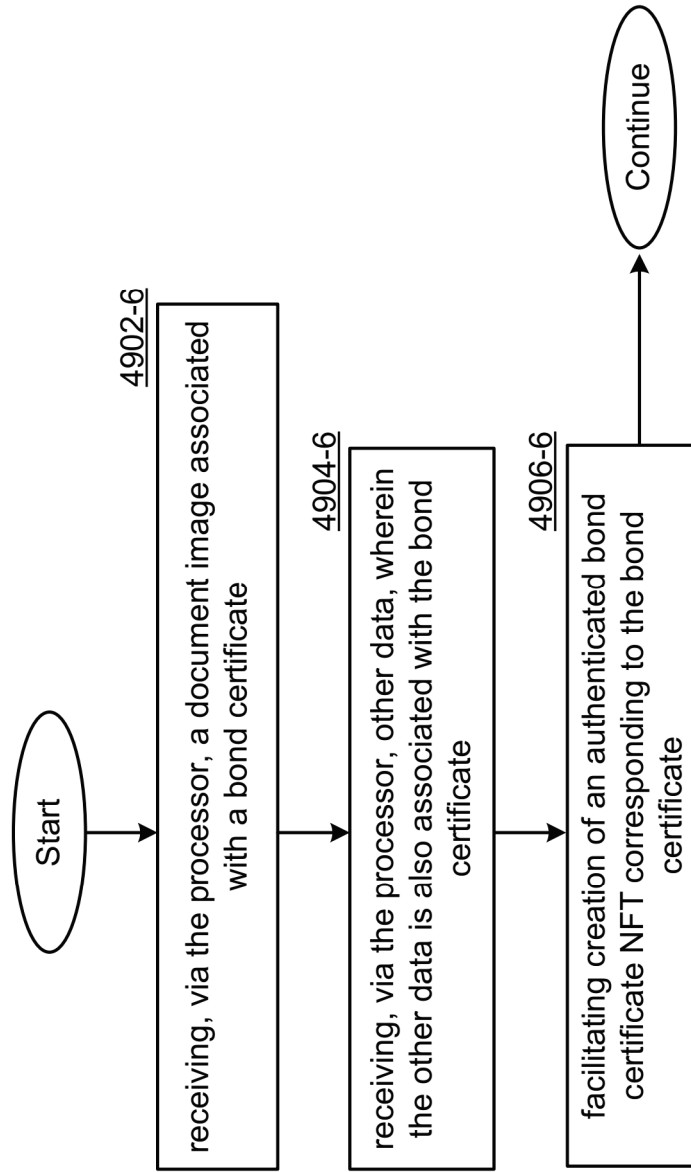 Start
4902-6
receiving, via the processor, a document image associated
with a bond certificate
4904-6
receiving, via the processor, other data, wherein
the other data is also associated with the bond
certificate
4906-6
facilitating creation of an authenticated bond
certificate NFT corresponding to the bond
certificate
Continue